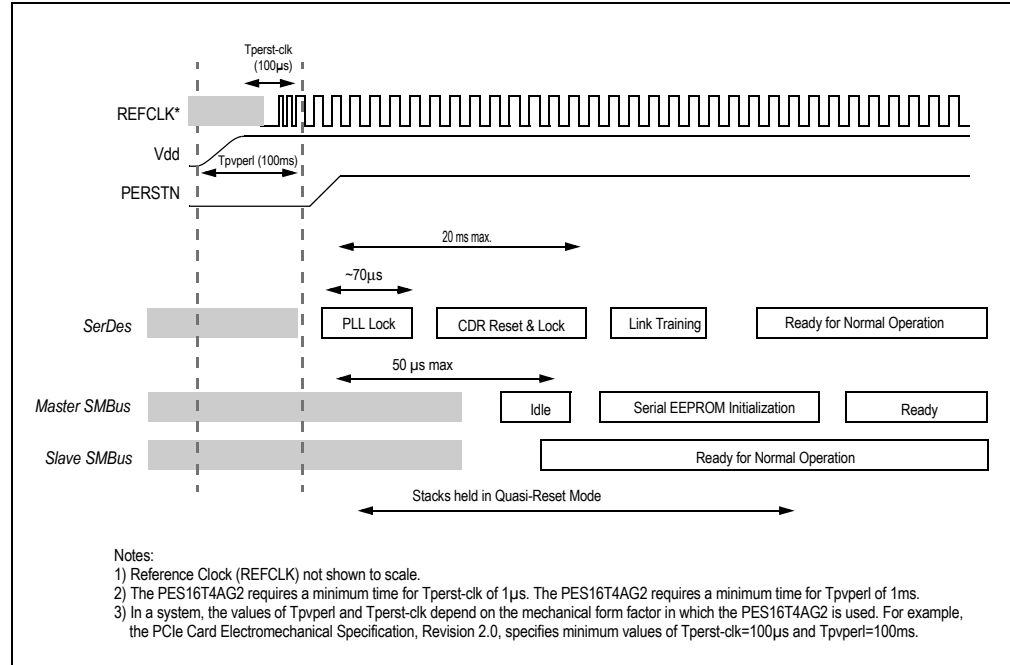 Tperst-clk
(100µs)
REFCLK*
Vdd
Tpvperl (100ms)
PERSTN
20 ms max.
~70µs
SerDes
PLL Lock
CDR Reset & Lock
Link Training
Ready for Normal Operation
50 µs max
Master SMBus
Idle
Serial EEPROM Initialization
Ready
Slave SMBus
Ready for Normal Operation
Stacks held in Quasi-Reset Mode
Notes:
1) Reference Clock (REFCLK) not shown to scale.
2) The PES16T4AG2 requires a minimum time for Tperst-clk of 1µs. The PES16T4AG2 requires a minimum time for Tpvperl of 1ms.
3) In a system, the values of Tpvperl and Tperst-clk depend on the mechanical form factor in which the PES16T4AG2 is used. For example,
the PCIe Card Electromechanical Specification, Revision 2.0, specifies minimum values of Tperst-clk=100µs and Tpvperl=100ms.